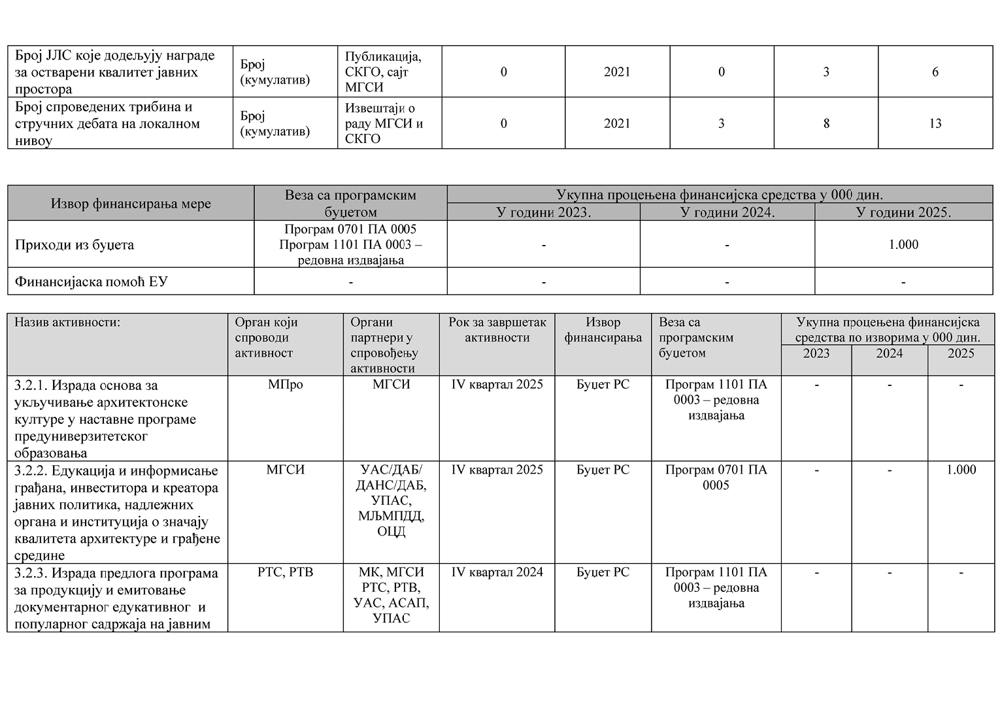 Број ЈЛС које додељују награде
за остварени квалитет јавних
простора
Број
(кумулатив)
Публикација,
СКГО, сајт
МГСИ
0
2021
0
3
6
Број спроведених трибина и
стручних дебата на локалном
нивоу
Број
(кумулатив)
Извештаји о
раду МГСИ и
СКГО
0
2021
3
8
13
Извор финансирања мере
Веза са програмским
буџетом
Укупна процењена финансијска средства у 000 дин.
У години 2023.
У години 2024.
У години 2025.
Приходи из буџета
Програм 0701 ПА 0005
Програм 1101 ПА 0003 –
редовна издвајања
-
-
1.000
Финансијаска помоћ ЕУ
-
-
-
-
Назив активности:
Орган који
спроводи
активност
Органи
партнери у
спровођењу
активности
Рок за завршетак
активности
Извор
финансирања
Веза са
програмским
буџетом
Укупна процењена финансијска
средства по изворима у 000 дин.
2023
2024
2025
3.2.1. Израда основа за
укључивање архитектонске
културе у наставне програме
предуниверзитетског
образовања
МПро
МГСИ
IV квартал 2025
Буџет РС
Програм 1101 ПА
0003 – редовна
издвајања
-
-
-
3.2.2. Едукација и информисање
грађана, инвеститора и креатора
јавних политика, надлежних
органа и институција о значају
квалитета архитектуре и грађене
средине
МГСИ
УАС/ДАБ/
ДАНС/ДАБ,
УПАС,
МЉМПДД,
ОЦД
IV квартал 2025
Буџет РС
Програм 0701 ПА
0005
-
-
1.000
3.2.3. Израда предлога програма
за продукцију и емитовање
документарног едукативног и
популарног садржаја на јавним
РТС, РТВ
МК, МГСИ
РТС, РТВ,
УАС, АСАП,
УПАС
IV квартал 2024
Буџет РС
Програм 1101 ПА
0003 – редовна
издвајања
-
-
-